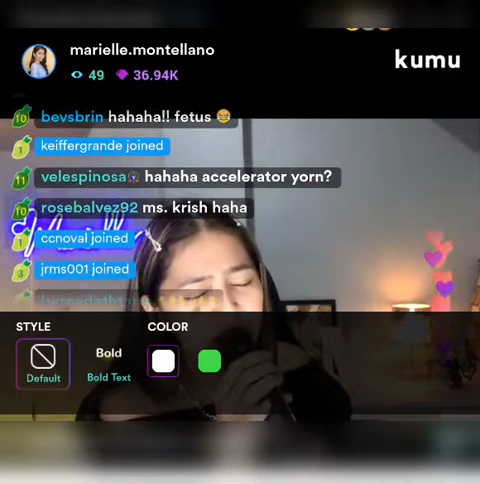 marielle.montellano
49 36.94K
kumu
10 bevsbrin hahaha!! fetus 😂
1 keiffergrande joined
11 velespinosa hahaha accelerator yorn?
10 rosebalvez92 ms. krish haha
1 ccnoval joined
3 jrms001 joined
STYLE COLOR
Default
Bold
Bold Text